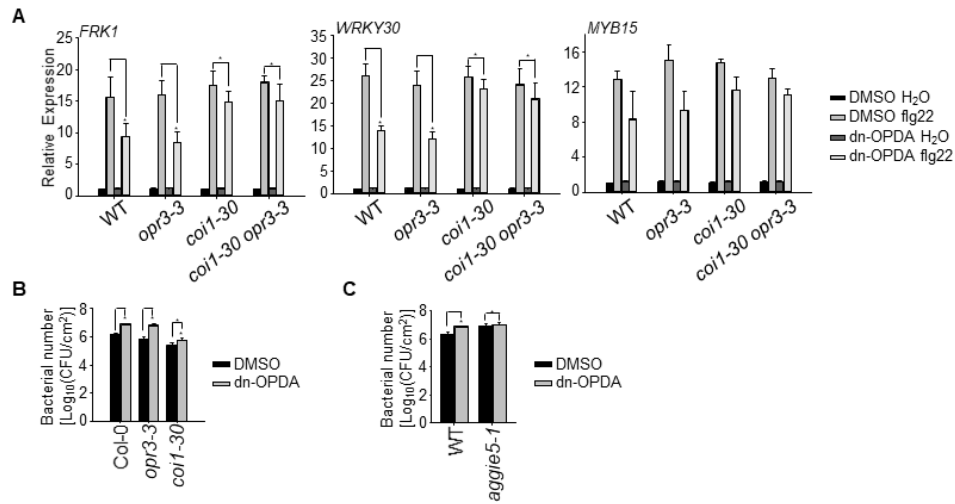 A
FRK1
WRKY30
MYB15
Relative Expression
25
20
15
10
5
0
35
30
25
20
15
10
5
0
16
12
8
4
0
* * * *
* * * *
WT
opr3-3
coi1-30
coi1-30 opr3-3
WT
opr3-3
coi1-30
coi1-30 opr3-3
WT
opr3-3
coi1-30
coi1-30 opr3-3
DMSO H₂O
DMSO flg22
dn-OPDA H₂O
dn-OPDA flg22
B
Bacterial number
[Log₁₀(CFU/cm²)]
8
6
4
2
0
Col-0
opr3-3
coi1-30
DMSO
dn-OPDA
C
Bacterial number
[Log₁₀(CFU/cm²)]
8
6
4
2
0
WT
aggie5-1
DMSO
dn-OPDA